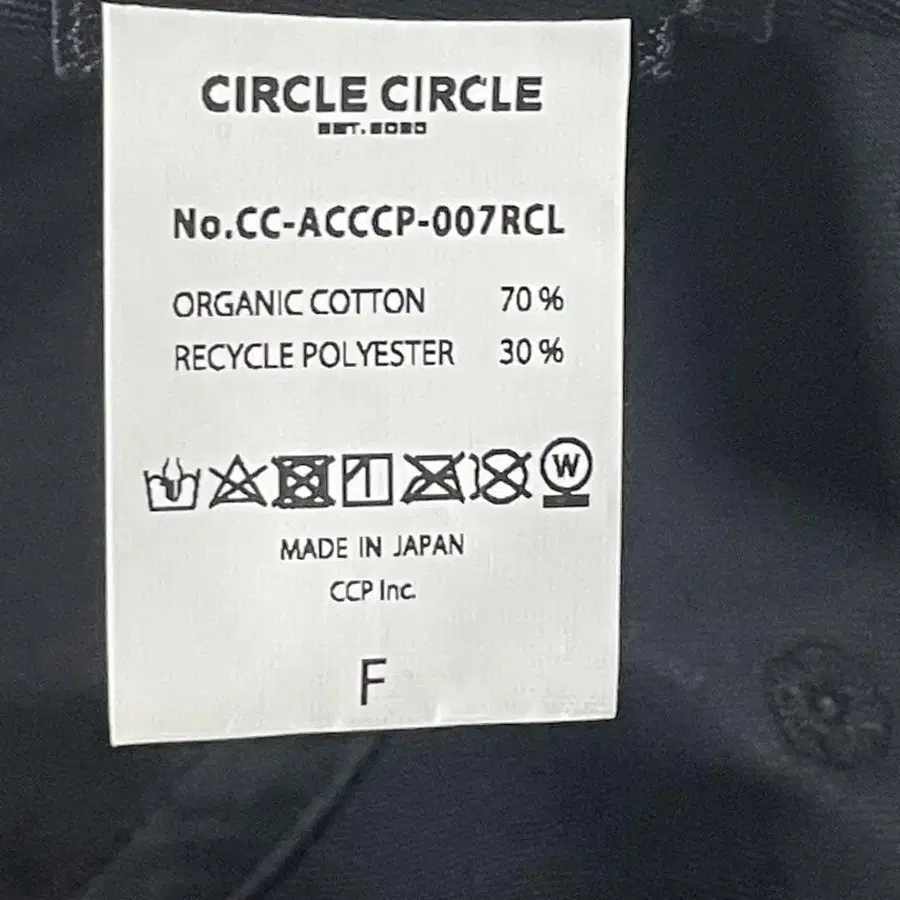 CIRCLE CIRCLE
EST.2020
No.CC-ACCCP-007RCL
ORGANIC COTTON 70 %
RECYCLE POLYESTER 30 %
W
MADE IN JAPAN
CCP Inc.
F